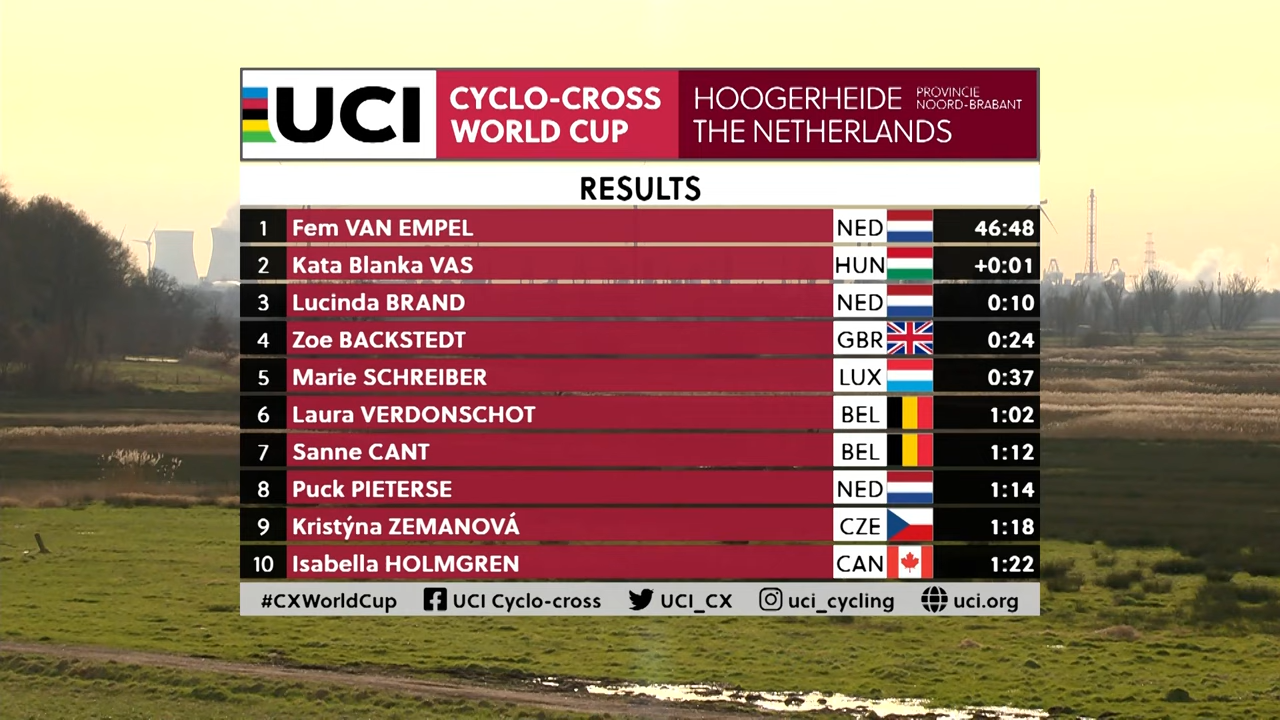 UCI
CYCLO-CROSS
WORLD CUP
HOOGERHEIDE
THE NETHERLANDS
PROVINCIE
NOORD-BRABANT
RESULTS
1 Fem VAN EMPEL NED 46:48
2 Kata Blanka VAS HUN +0:01
3 Lucinda BRAND NED 0:10
4 Zoe BACKSTEDT GBR 0:24
5 Marie SCHREIBER LUX 0:37
6 Laura VERDONSCHOT BEL 1:02
7 Sanne CANT BEL 1:12
8 Puck PIETERSE NED 1:14
9 Kristýna ZEMANOVÁ CZE 1:18
10 Isabella HOLMGREN CAN 1:22
#CXWorldCup UCI Cyclo-cross UCI_CX uci_cycling uci.org